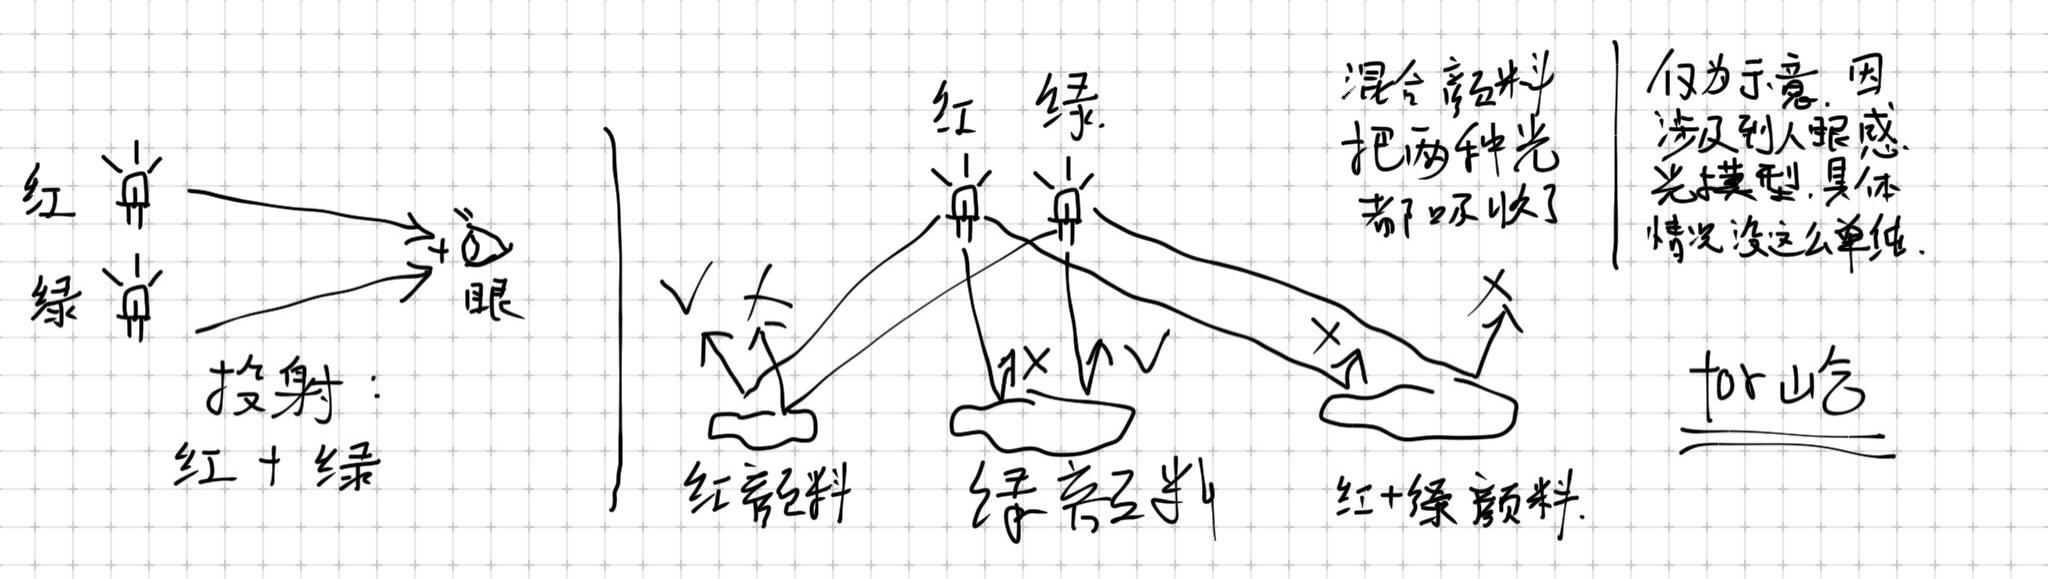 红
绿
眼
投射：
红+绿
红 绿
红颜料
绿颜料
红+绿颜料.
混合颜料
把两种光
都吸收了
仅为示意,因
涉及到人眼感
光模型,具体
情况没这么单纯.
for 山